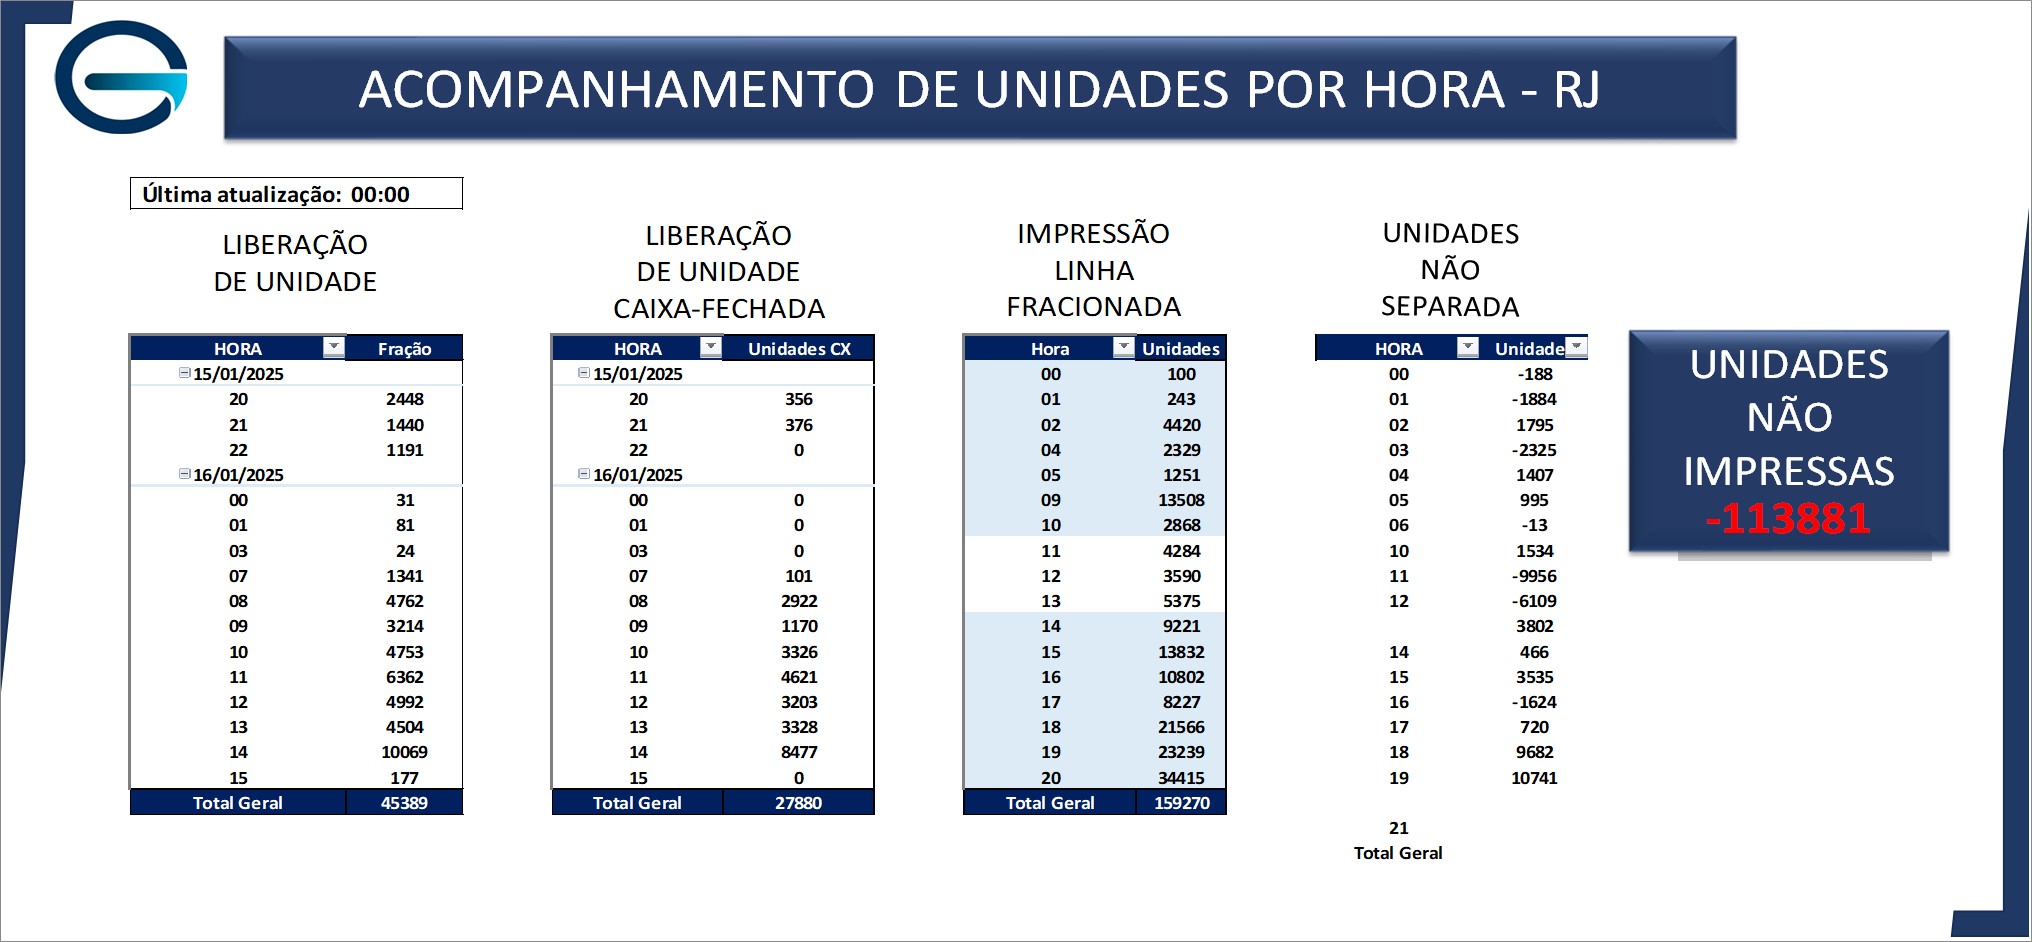 ACOMPANHAMENTO DE UNIDADES POR HORA - RJ
Última atualização: 00:00
LIBERAÇÃO
DE UNIDADE
HORA Fração
15/01/2025
20 2448
21 1440
22 1191
16/01/2025
00 31
01 81
03 24
07 1341
08 4762
09 3214
10 4753
11 6362
12 4992
13 4504
14 10069
15 177
Total Geral 45389
LIBERAÇÃO
DE UNIDADE
CAIXA-FECHADA
HORA Unidades CX
15/01/2025
20 356
21 376
22 0
16/01/2025
00 0
01 0
03 0
07 101
08 2922
09 1170
10 3326
11 4621
12 3203
13 3328
14 8477
15 0
Total Geral 27880
IMPRESSÃO
LINHA
FRACIONADA
Hora Unidades
00 100
01 243
02 4420
04 2329
05 1251
09 13508
10 2868
11 4284
12 3590
13 5375
14 9221
15 13832
16 10802
17 8227
18 21566
19 23239
20 34415
Total Geral 159270
UNIDADES
NÃO
SEPARADA
HORA Unidade
00 -188
01 -1884
02 1795
03 -2325
04 1407
05 995
06 -13
10 1534
11 -9956
12 -6109
3802
14 466
15 3535
16 -1624
17 720
18 9682
19 10741
21
Total Geral
UNIDADES
NÃO
IMPRESSAS
-113881